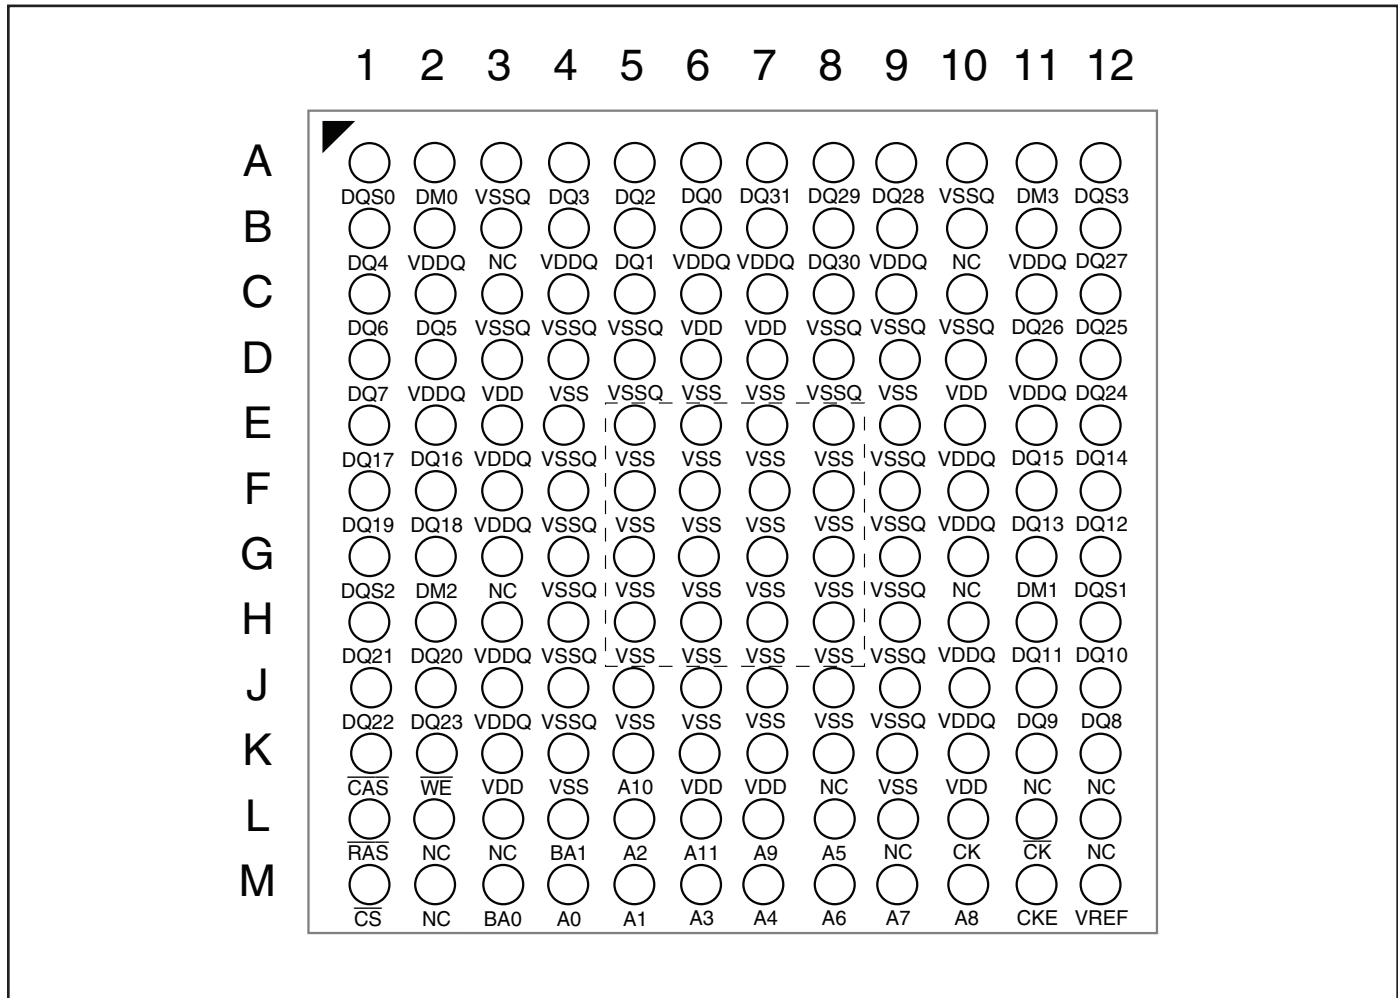 1 2 3 4 5 6 7 8 9 10 11 12
A
DQS0 DM0 VSSQ DQ3 DQ2 DQ0 DQ31 DQ29 DQ28 VSSQ DM3 DQS3
B
DQ4 VDDQ NC VDDQ DQ1 VDDQ VDDQ DQ30 VDDQ NC VDDQ DQ27
C
DQ6 DQ5 VSSQ VSSQ VSSQ VDD VDD VSSQ VSSQ VSSQ DQ26 DQ25
D
DQ7 VDDQ VDD VSS VSSQ VSS VSS VSSQ VSS VDD VDDQ DQ24
E
DQ17 DQ16 VDDQ VSSQ VSS VSS VSS VSS VSSQ VDDQ DQ15 DQ14
F
DQ19 DQ18 VDDQ VSSQ VSS VSS VSS VSS VSSQ VDDQ DQ13 DQ12
G
DQS2 DM2 NC VSSQ VSS VSS VSS VSS VSSQ NC DM1 DQS1
H
DQ21 DQ20 VDDQ VSSQ VSS VSS VSS VSS VSSQ VDDQ DQ11 DQ10
J
DQ22 DQ23 VDDQ VSSQ VSS VSS VSS VSS VSSQ VDDQ DQ9 DQ8
K
C̅A̅S̅ W̅E̅ VDD VSS A10 VDD VDD NC VSS VDD NC NC
L
R̅A̅S̅ NC NC BA1 A2 A11 A9 A5 NC CK C̅K̅ NC
M
C̅S̅ NC BA0 A0 A1 A3 A4 A6 A7 A8 CKE VREF